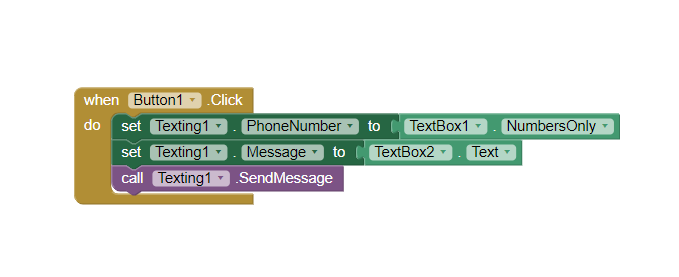 when Button1 .Click
do set Texting1 . PhoneNumber to TextBox1 . NumbersOnly
set Texting1 . Message to TextBox2 . Text
call Texting1 .SendMessage